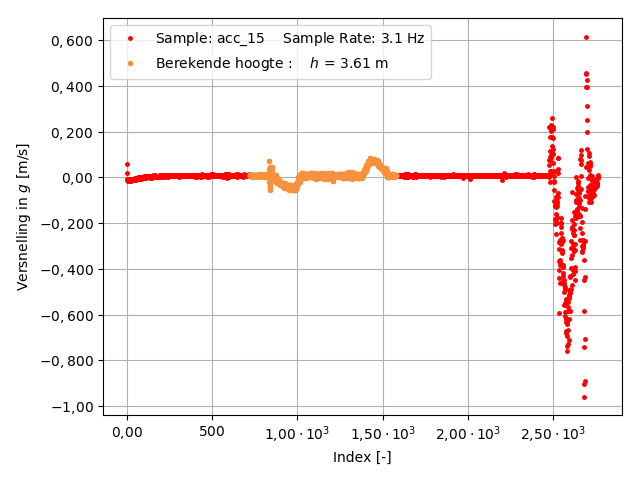 Sample: acc_15 Sample Rate: 3.1 Hz
Berekende hoogte : h = 3.61 m
0,600
0,400
0,200
0,00
−0,200
−0,400
−0,600
−0,800
−1,00
Versnelling in g [m/s]
0,00 500 1,00·10³ 1,50·10³ 2,00·10³ 2,50·10³
Index [-]